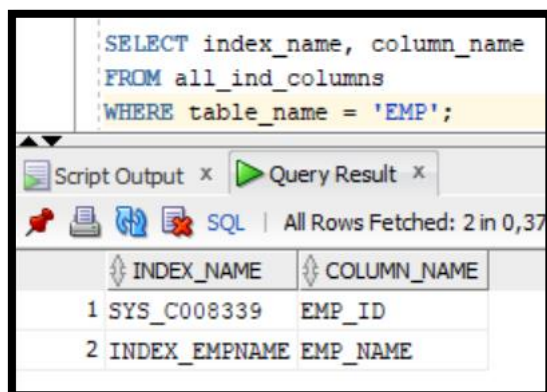 SELECT index_name, column_name
FROM all_ind_columns
WHERE table_name = 'EMP';
Script Output x Query Result x
SQL | All Rows Fetched: 2 in 0,37
INDEX_NAME COLUMN_NAME
1 SYS_C008339 EMP_ID
2 INDEX_EMPNAME EMP_NAME